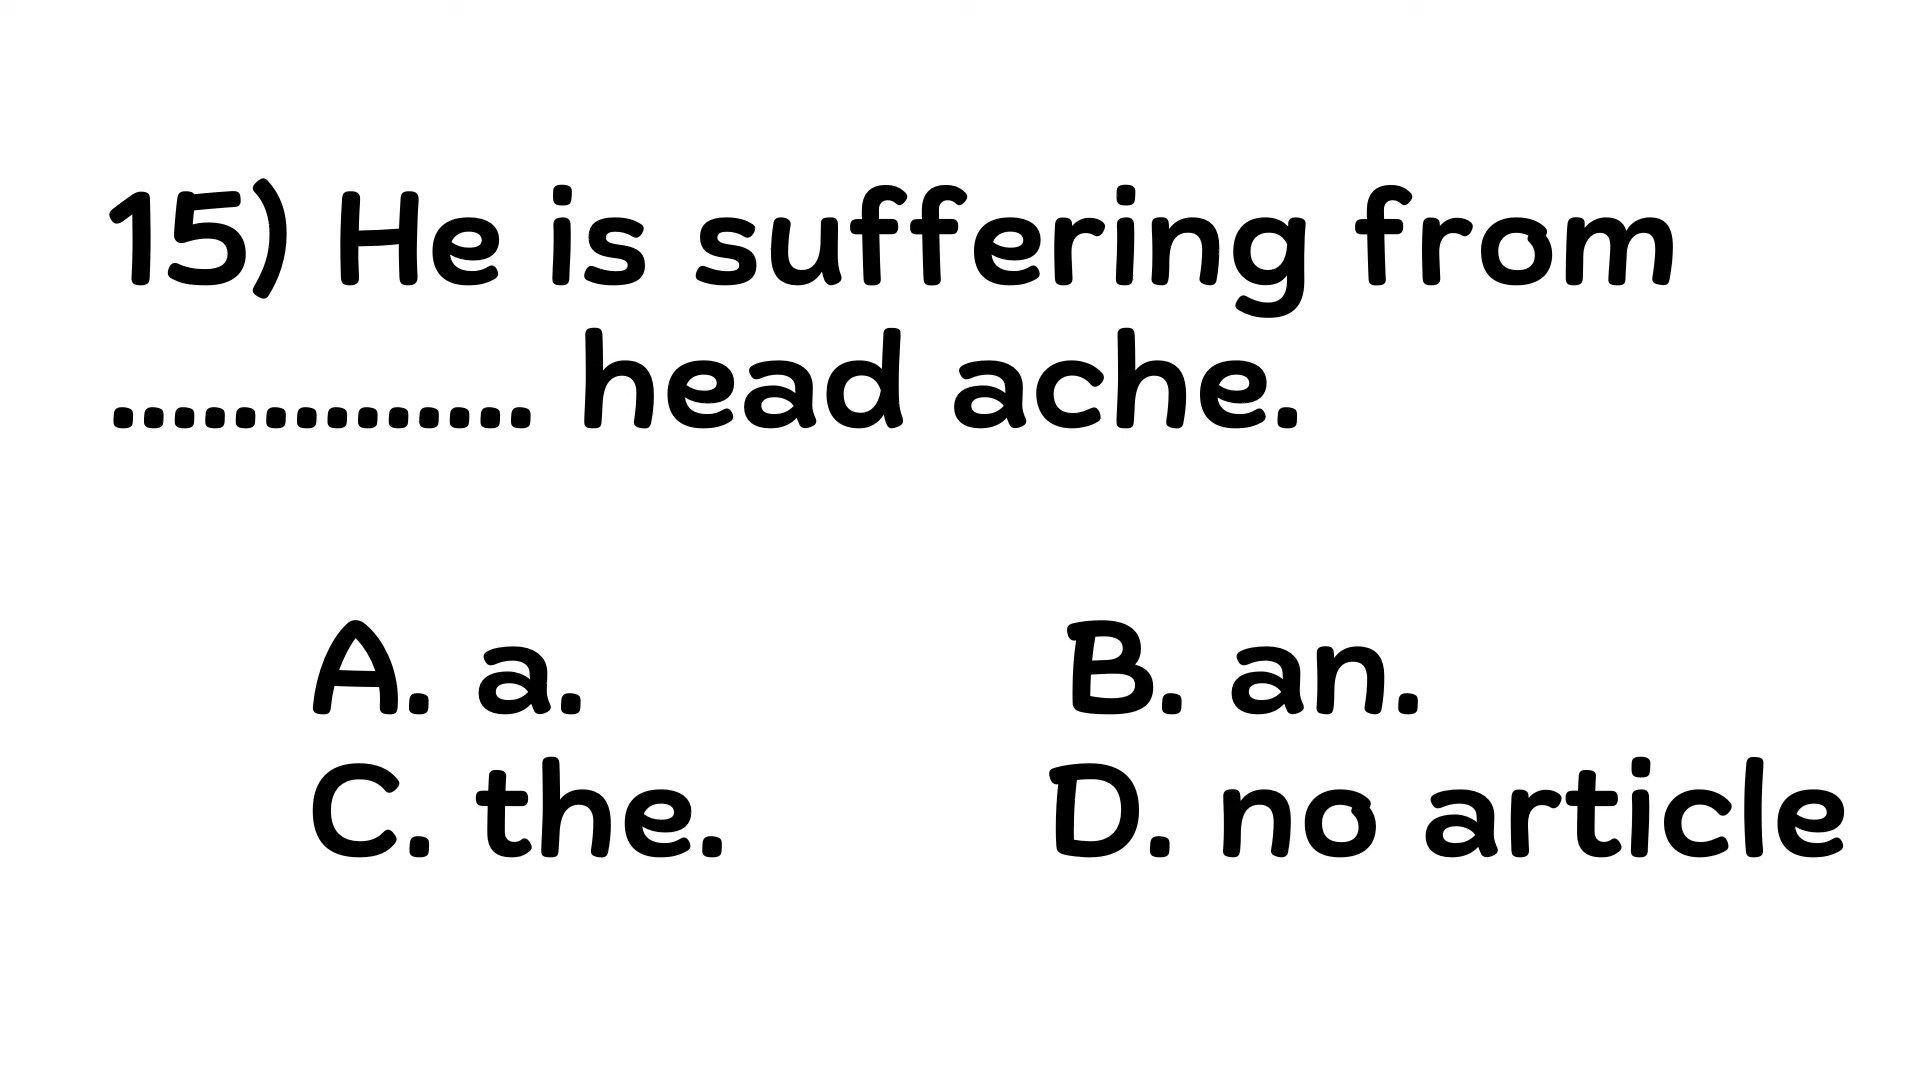 15) He is suffering from
.............. head ache.
A. a. B. an.
C. the. D. no article